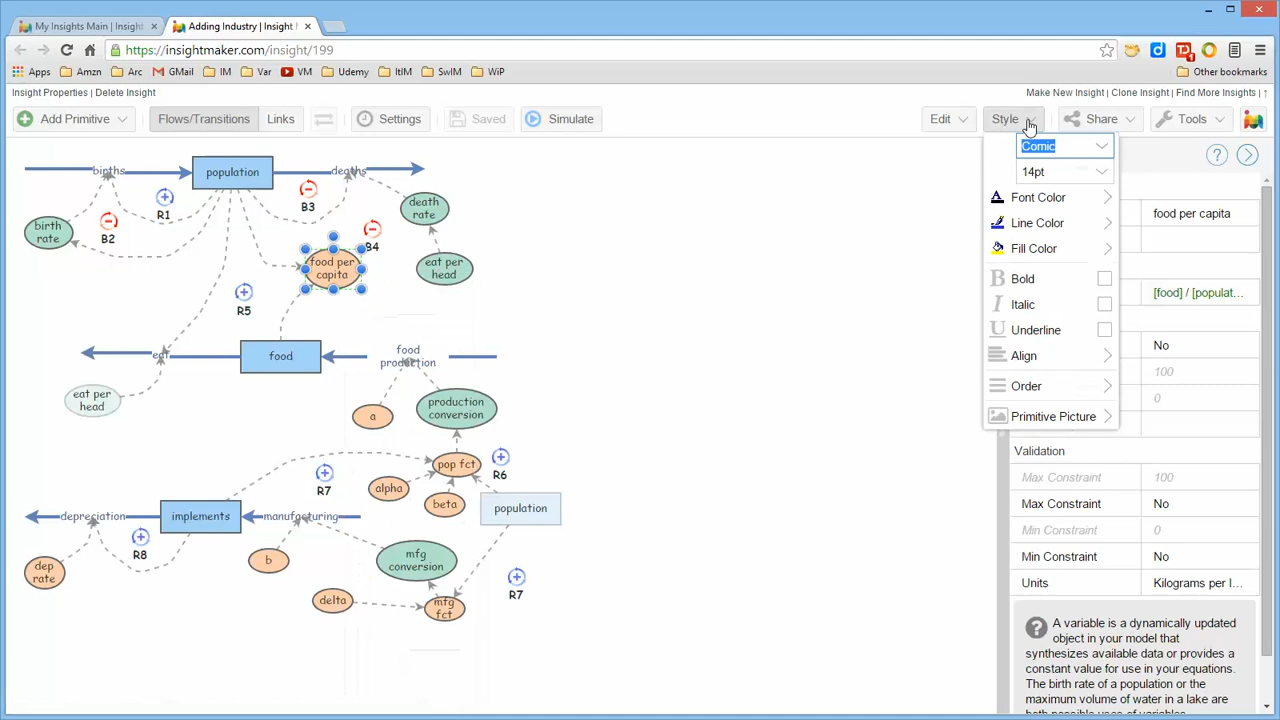 My Insights Main | Insight
Adding Industry | Insight
https://insightmaker.com/insight/199
Apps
Amzn
Arc
GMail
IM
Var
VM
Udemy
ItIM
SwIM
WiP
Other bookmarks
Insight Properties | Delete Insight
Make New Insight | Clone Insight | Find More Insights | ↑
Add Primitive
Flows/Transitions
Links
Settings
Saved
Simulate
Edit
Style
Share
Tools
Comic
14pt
Font Color
Line Color
Fill Color
Bold
Italic
Underline
Align
Order
Primitive Picture
births
population
deaths
R1
B3
death
rate
birth
rate
B2
B4
food per
capita
eat per
head
R5
eat
food
food
production
eat per
head
production
conversion
a
pop fct
R6
R7
alpha
beta
population
depreciation
implements
manufacturing
R8
b
mfg
conversion
dep
rate
delta
mfg
fct
R7
food per capita
[food] / [populat...
No
100
0
Validation
Max Constraint
100
Max Constraint
No
Min Constraint
0
Min Constraint
No
Units
Kilograms per l...
A variable is a dynamically updated
object in your model that
synthesizes available data or provides a
constant value for use in your equations.
The birth rate of a population or the
maximum volume of water in a lake are